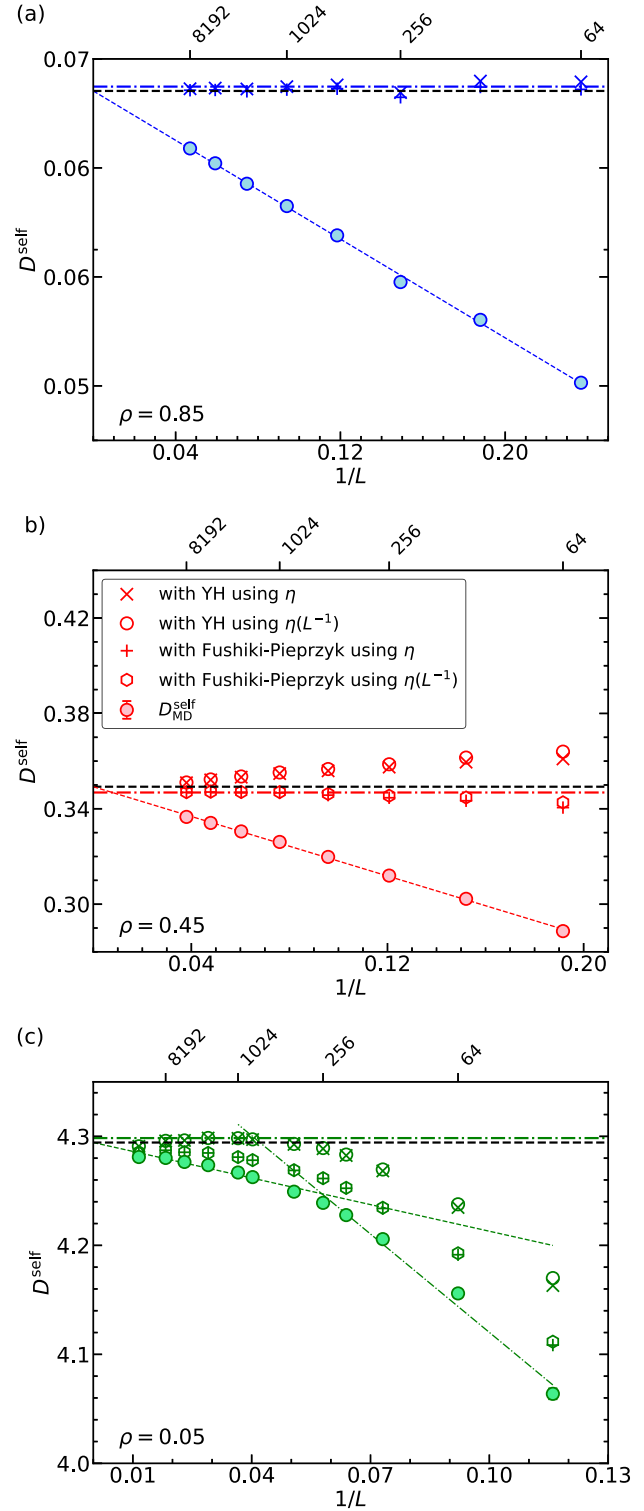 (a)
8192
1024
256
64
0.07
0.06
0.06
0.05
D^self
ρ = 0.85
0.04
0.12
0.20
1/L
b)
8192
1024
256
64
with YH using η
with YH using η(L⁻¹)
with Fushiki-Pieprzyk using η
with Fushiki-Pieprzyk using η(L⁻¹)
D_MD^self
0.42
0.38
0.34
0.30
D^self
ρ = 0.45
0.04
0.12
0.20
1/L
(c)
8192
1024
256
64
4.3
4.2
4.1
4.0
D^self
ρ = 0.05
0.01
0.04
0.07
0.10
0.13
1/L